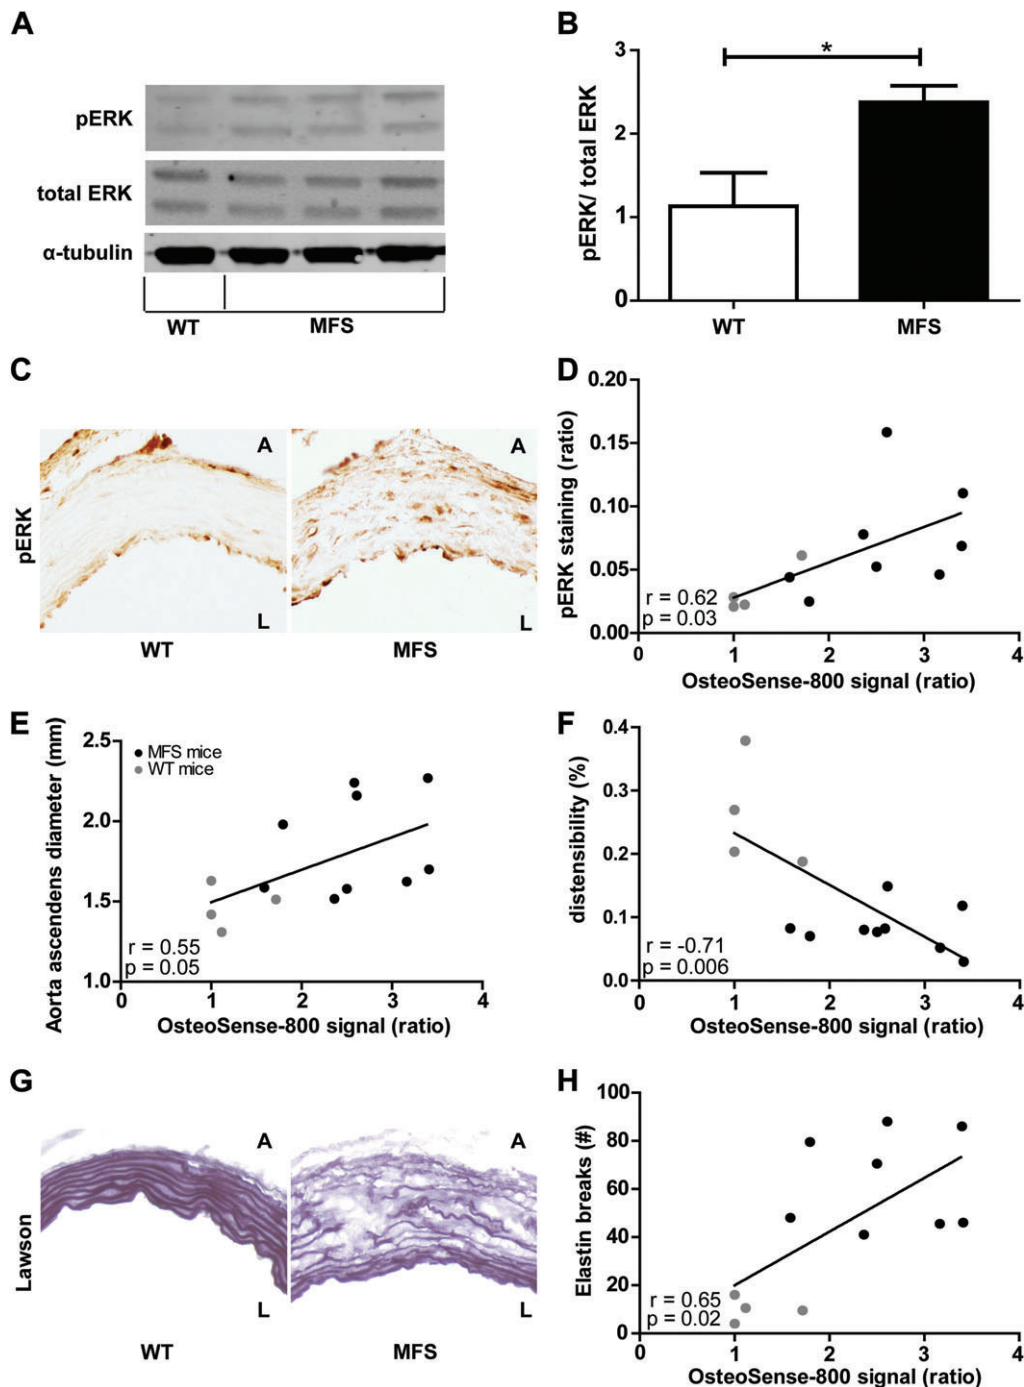 A
pERK
total ERK
α-tubulin
WT
MFS
B
pERK/ total ERK
3
2
1
0
*
WT
MFS
C
pERK
A
L
WT
A
L
MFS
D
pERK staining (ratio)
0.20
0.15
0.10
0.05
0.00
r = 0.62
p = 0.03
0 1 2 3 4
OsteoSense-800 signal (ratio)
E
Aorta ascendens diameter (mm)
2.5
2.0
1.5
1.0
MFS mice
WT mice
r = 0.55
p = 0.05
0 1 2 3 4
OsteoSense-800 signal (ratio)
F
distensibility (%)
0.4
0.3
0.2
0.1
0.0
r = -0.71
p = 0.006
0 1 2 3 4
OsteoSense-800 signal (ratio)
G
Lawson
A
L
WT
A
L
MFS
H
Elastin breaks (#)
100
80
60
40
20
0
r = 0.65
p = 0.02
0 1 2 3 4
OsteoSense-800 signal (ratio)